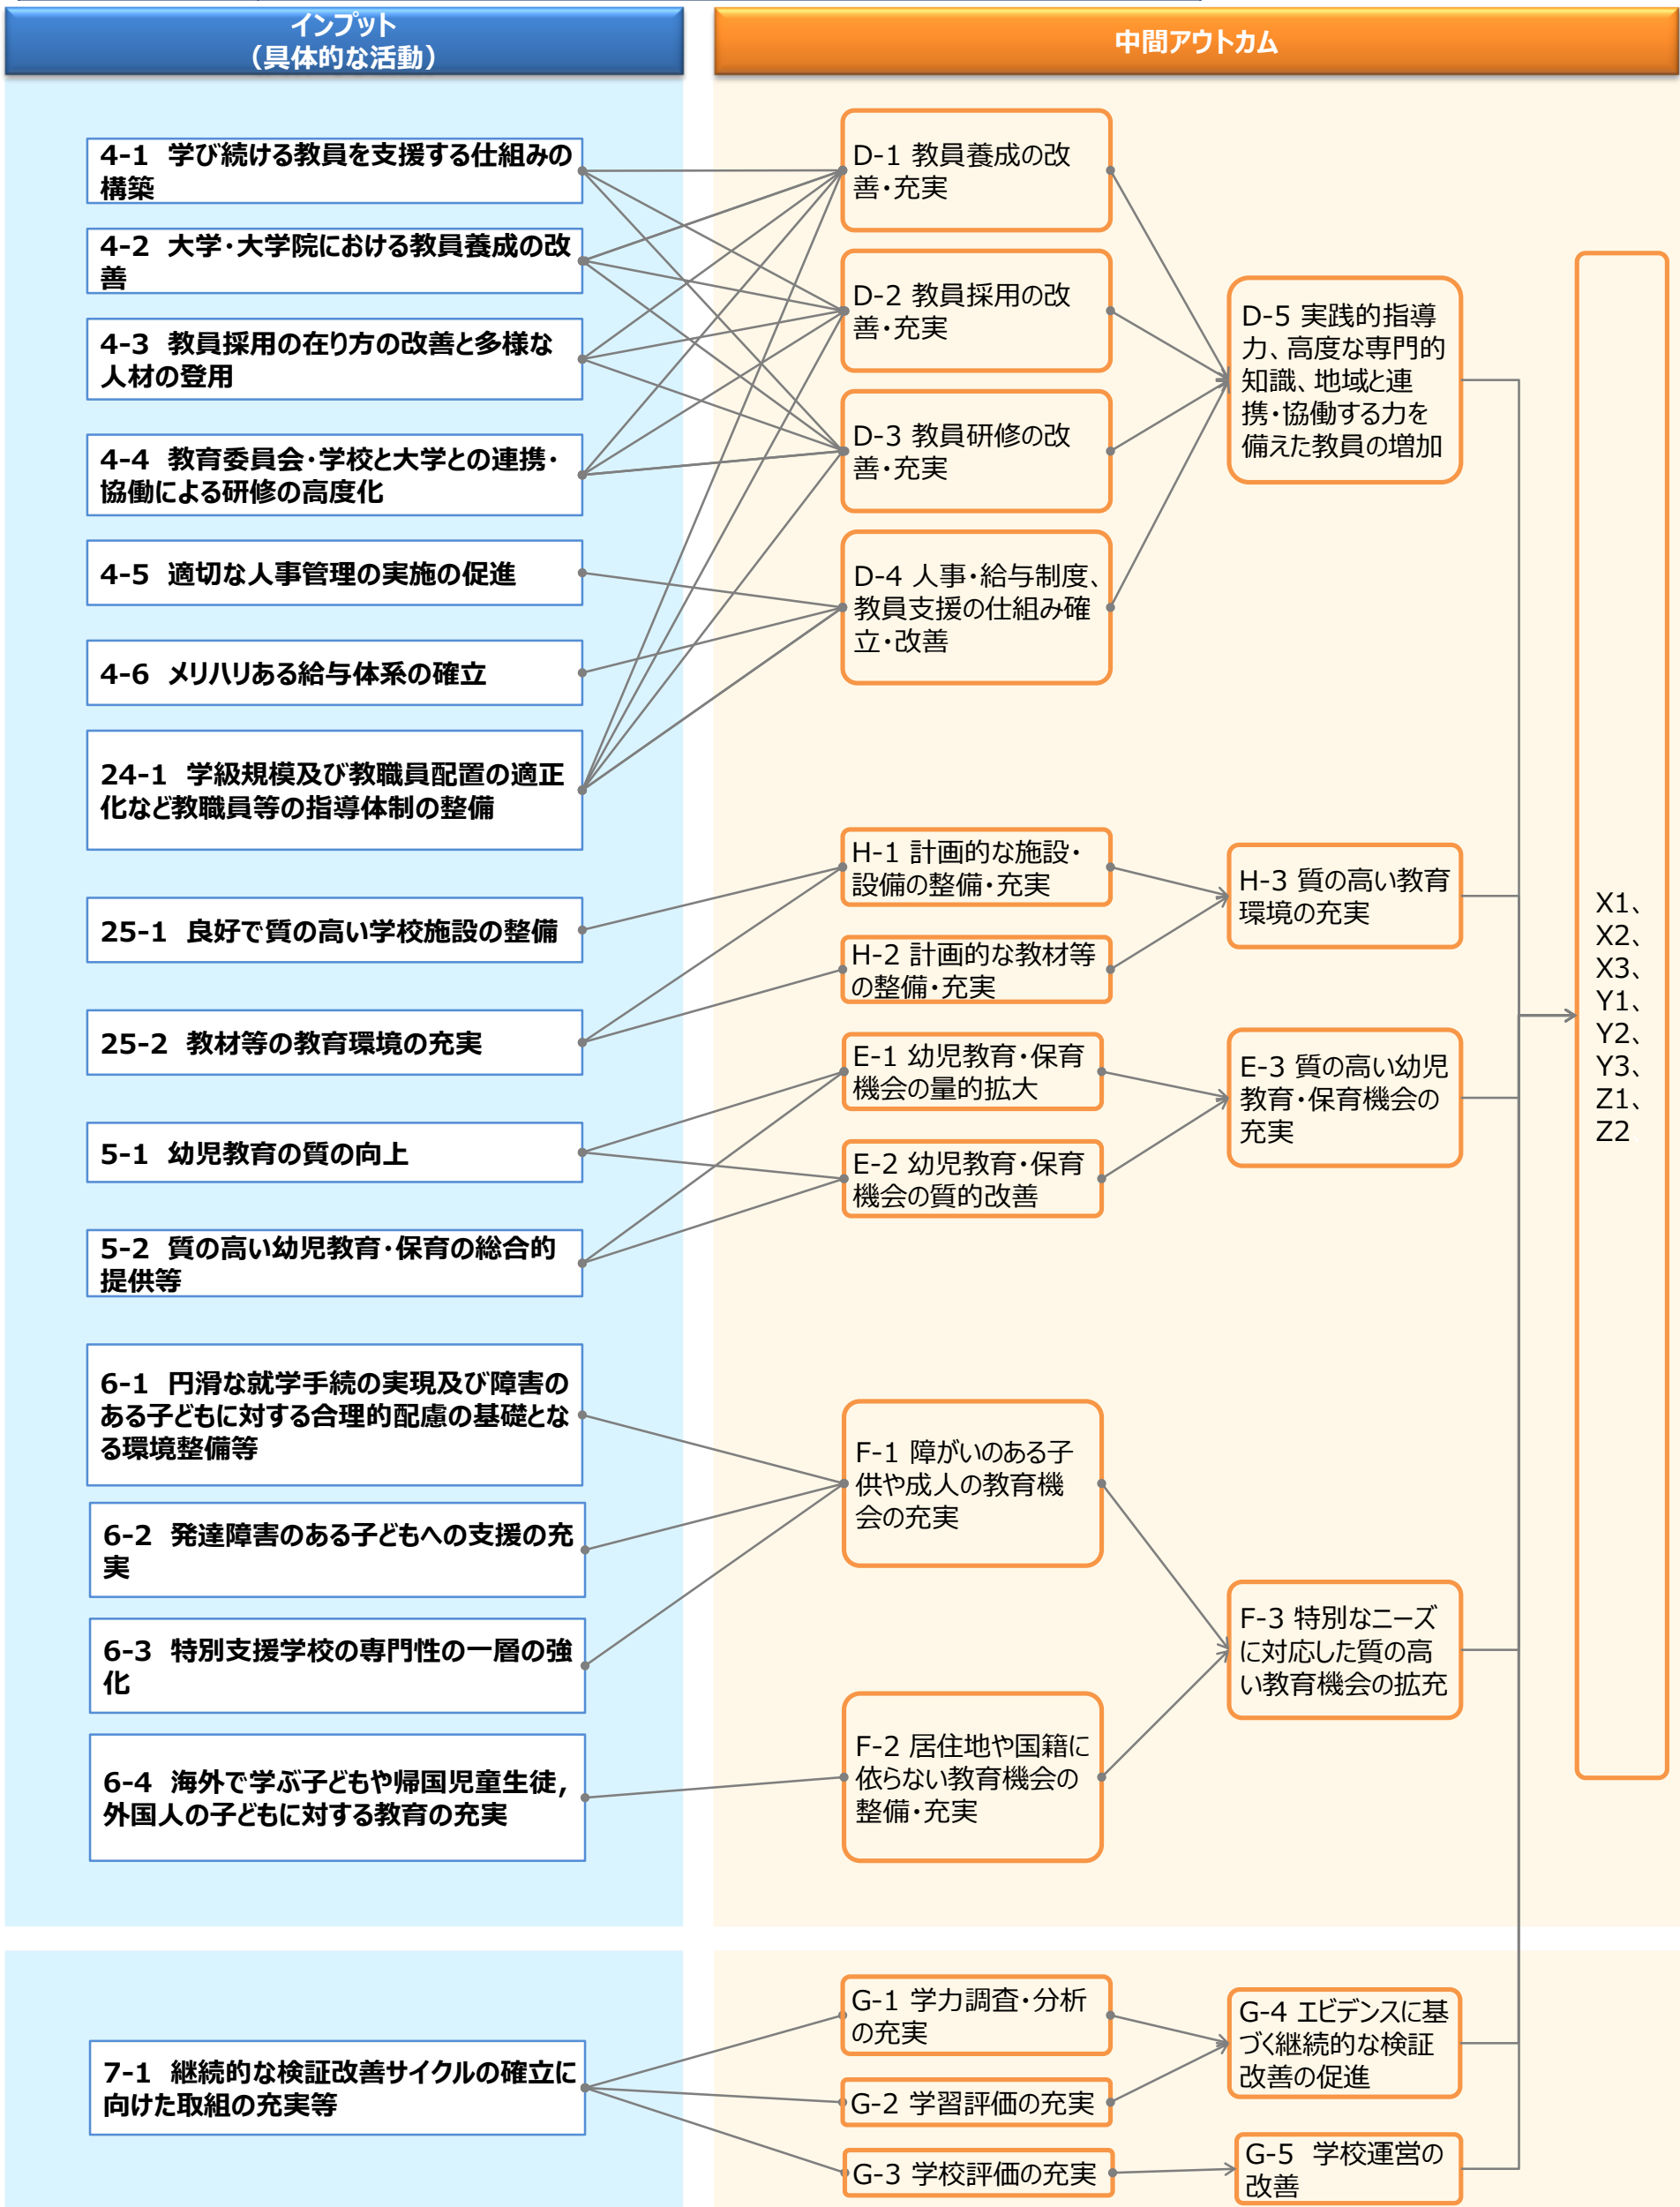 インプット
（具体的な活動）
中間アウトカム
4-1 学び続ける教員を支援する仕組みの
構築
4-2 大学・大学院における教員養成の改
善
4-3 教員採用の在り方の改善と多様な
人材の登用
4-4 教育委員会・学校と大学との連携・
協働による研修の高度化
4-5 適切な人事管理の実施の促進
4-6 メリハリある給与体系の確立
24-1 学級規模及び教職員配置の適正
化など教職員等の指導体制の整備
25-1 良好で質の高い学校施設の整備
25-2 教材等の教育環境の充実
5-1 幼児教育の質の向上
5-2 質の高い幼児教育・保育の総合的
提供等
6-1 円滑な就学手続の実現及び障害の
ある子どもに対する合理的配慮の基礎とな
る環境整備等
6-2 発達障害のある子どもへの支援の充
実
6-3 特別支援学校の専門性の一層の強
化
6-4 海外で学ぶ子どもや帰国児童生徒,
外国人の子どもに対する教育の充実
7-1 継続的な検証改善サイクルの確立に
向けた取組の充実等
D-1 教員養成の改
善・充実
D-2 教員採用の改
善・充実
D-3 教員研修の改
善・充実
D-4 人事・給与制度、
教員支援の仕組み確
立・改善
H-1 計画的な施設・
設備の整備・充実
H-2 計画的な教材等
の整備・充実
E-1 幼児教育・保育
機会の量的拡大
E-2 幼児教育・保育
機会の質的改善
F-1 障がいのある子
供や成人の教育機
会の充実
F-2 居住地や国籍に
依らない教育機会の
整備・充実
G-1 学力調査・分析
の充実
G-2 学習評価の充実
G-3 学校評価の充実
D-5 実践的指導
力、高度な専門的
知識、地域と連
携・協働する力を
備えた教員の増加
H-3 質の高い教育
環境の充実
E-3 質の高い幼児
教育・保育機会の
充実
F-3 特別なニーズ
に対応した質の高
い教育機会の拡充
G-4 エビデンスに基
づく継続的な検証
改善の促進
G-5 学校運営の
改善
X1、
X2、
X3、
Y1、
Y2、
Y3、
Z1、
Z2